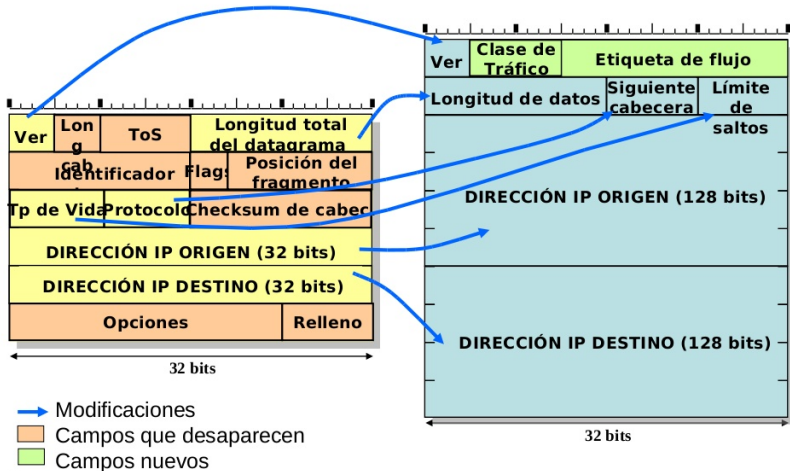 Ver
Lon
g
cab.
ToS
Longitud total
del datagrama
Identificador
Flags
Posición del
fragmento
Tp de Vida
Protocolo
Checksum de cabec
DIRECCIÓN IP ORIGEN (32 bits)
DIRECCIÓN IP DESTINO (32 bits)
Opciones
Relleno
32 bits
Modificaciones
Campos que desaparecen
Campos nuevos
Ver
Clase de
Tráfico
Etiqueta de flujo
Longitud de datos
Siguiente
cabecera
Límite
de
saltos
DIRECCIÓN IP ORIGEN (128 bits)
DIRECCIÓN IP DESTINO (128 bits)
32 bits